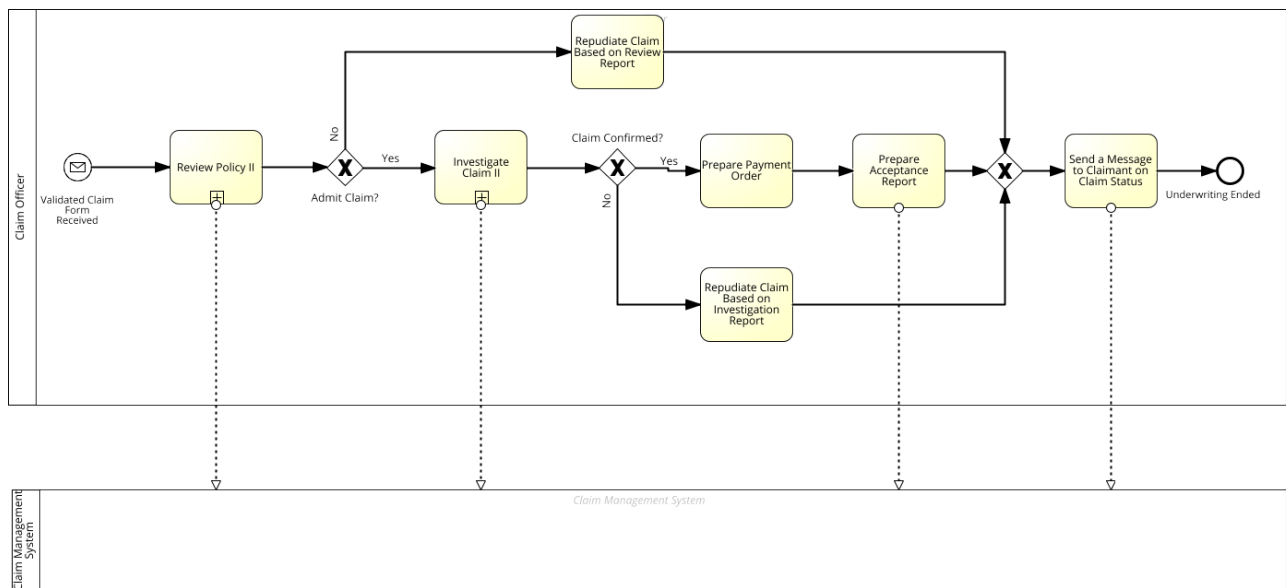 Claim Officer
Validated Claim
Form
Received
Review Policy II
No
Yes
Admit Claim?
Repudiate Claim
Based on Review
Report
Investigate
Claim II
Claim Confirmed?
Yes
No
Prepare Payment
Order
Prepare
Acceptance
Report
Repudiate Claim
Based on
Investigation
Report
Send a Message
to Claimant on
Claim Status
Underwriting Ended
Claim Management
System
Claim Management System